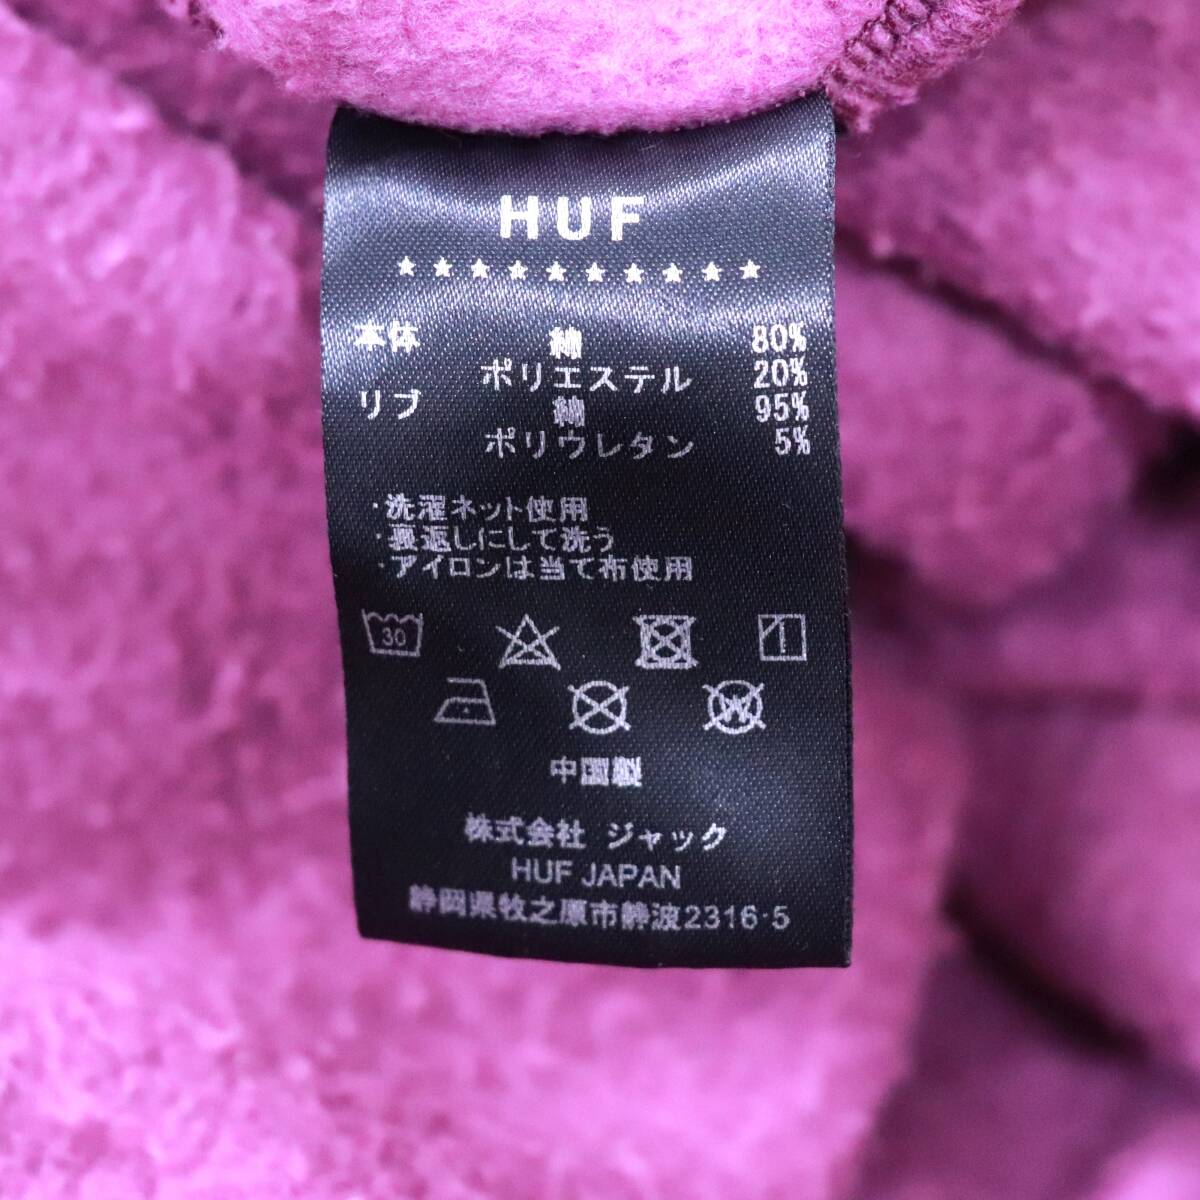 HUF
★★★★★★★★★★
本体 綿 80%
ポリエステル 20%
リブ 綿 95%
ポリウレタン 5%
・洗濯ネット使用
・裏返しにして洗う
・アイロンは当て布使用
30
W
中国製
株式会社 ジャック
HUF JAPAN
静岡県牧之原市静波2316-5